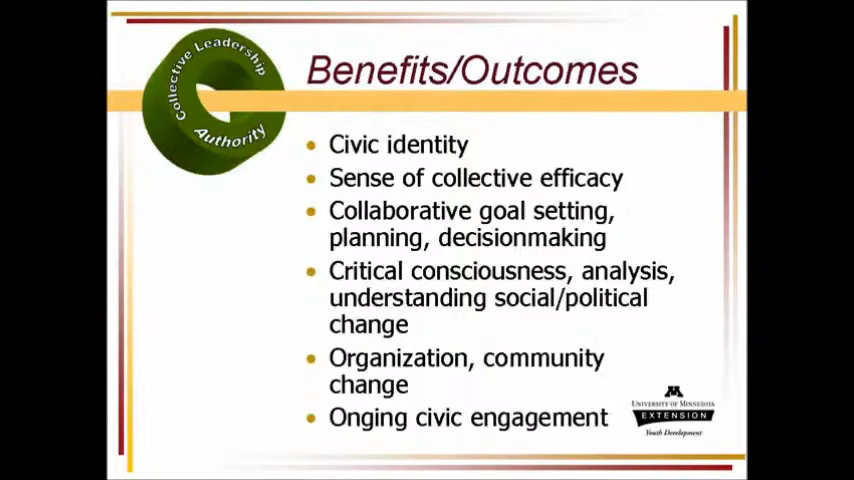 Collective Leadership
Authority
Benefits/Outcomes
Civic identity
Sense of collective efficacy
Collaborative goal setting,
planning, decisionmaking
Critical consciousness, analysis,
understanding social/political
change
Organization, community
change
Onging civic engagement
UNIVERSITY OF MINNESOTA
EXTENSION
Youth Development